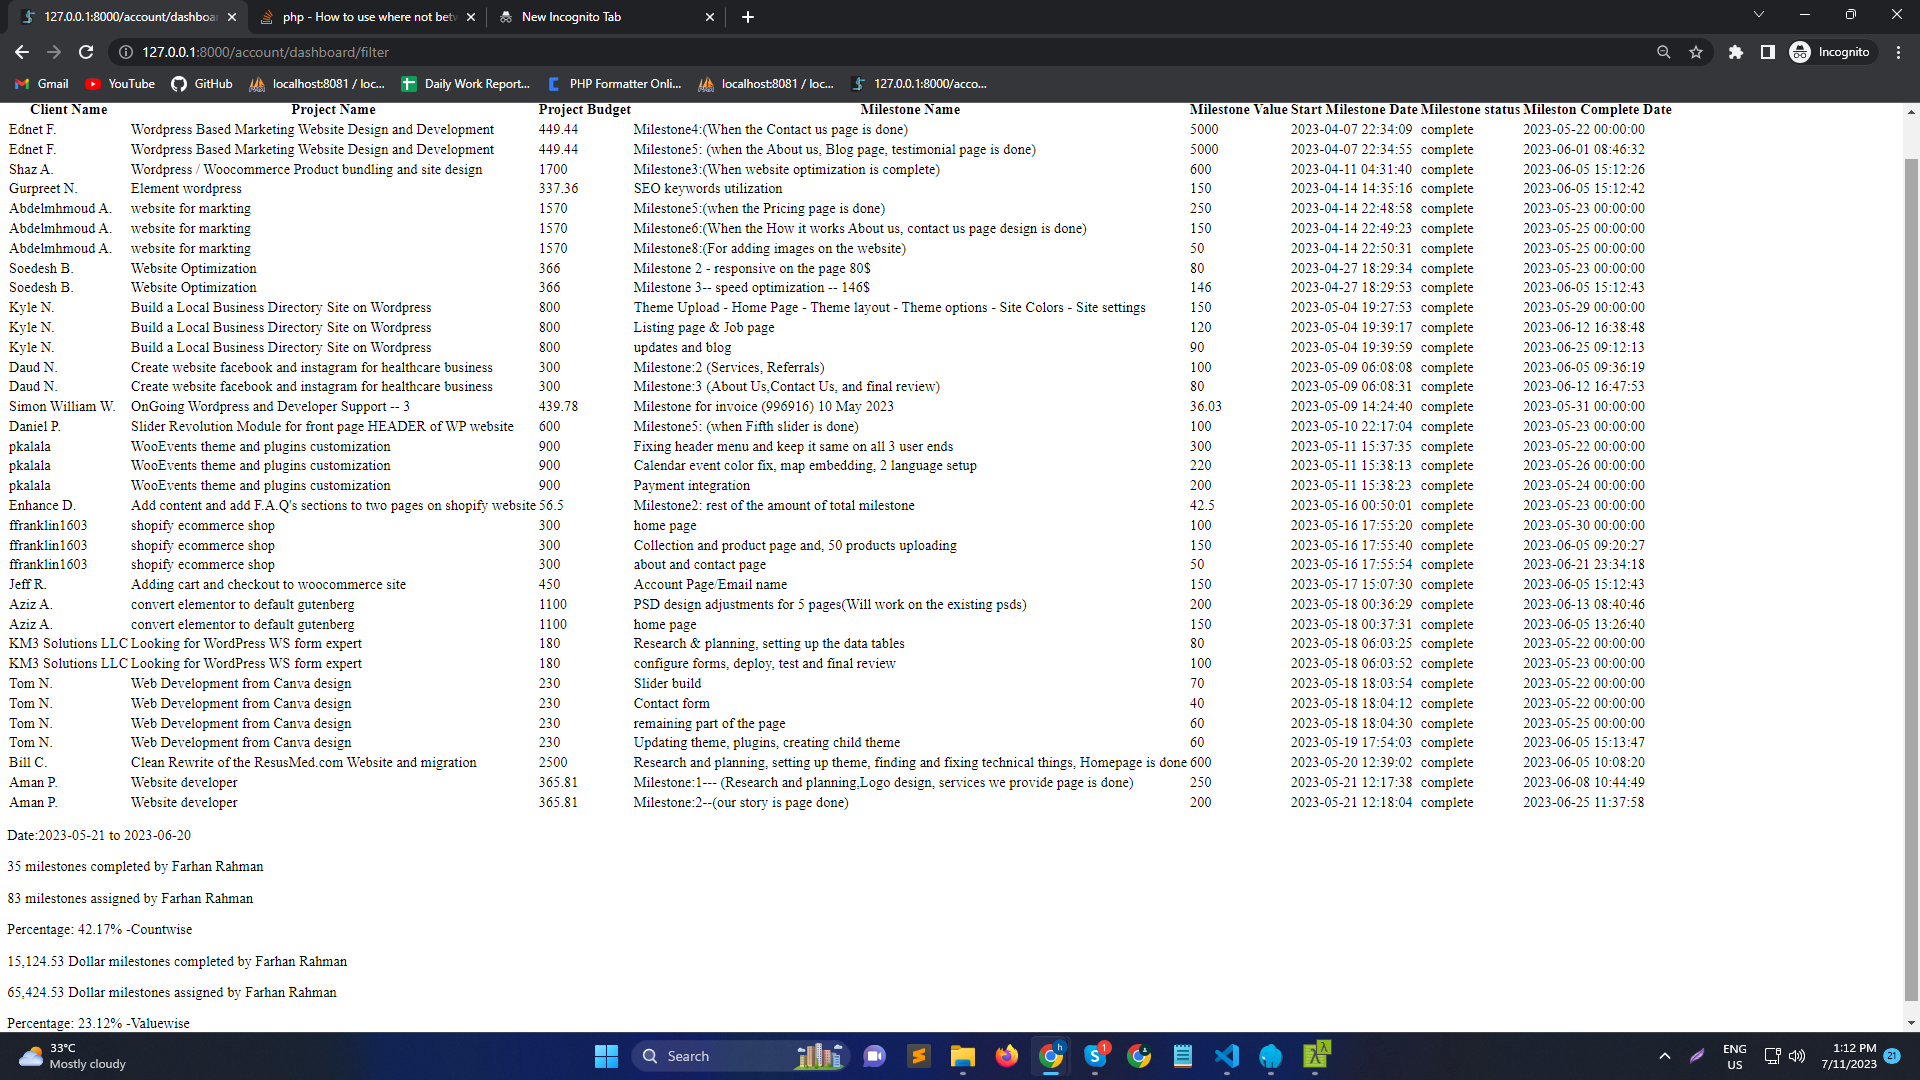 127.0.0.1:8000/account/dashboar
php - How to use where not betw
New Incognito Tab
127.0.0.1:8000/account/dashboard/filter
Incognito
Gmail YouTube GitHub localhost:8081 / loc... Daily Work Report... PHP Formatter Onli... localhost:8081 / loc... 127.0.0.1:8000/acco...
Client Name Project Name Project Budget Milestone Name Milestone Value Start Milestone Date Milestone status Mileston Complete Date
Ednet F. Wordpress Based Marketing Website Design and Development 449.44 Milestone4:(When the Contact us page is done) 5000 2023-04-07 22:34:09 complete 2023-05-22 00:00:00
Ednet F. Wordpress Based Marketing Website Design and Development 449.44 Milestone5: (when the About us, Blog page, testimonial page is done) 5000 2023-04-07 22:34:55 complete 2023-06-01 08:46:32
Shaz A. Wordpress / Woocommerce Product bundling and site design 1700 Milestone3:(When website optimization is complete) 600 2023-04-11 04:31:40 complete 2023-06-05 15:12:26
Gurpreet N. Element wordpress 337.36 SEO keywords utilization 150 2023-04-14 14:35:16 complete 2023-06-05 15:12:42
Abdelmhmoud A. website for markting 1570 Milestone5:(when the Pricing page is done) 250 2023-04-14 22:48:58 complete 2023-05-23 00:00:00
Abdelmhmoud A. website for markting 1570 Milestone6:(When the How it works About us, contact us page design is done) 150 2023-04-14 22:49:23 complete 2023-05-25 00:00:00
Abdelmhmoud A. website for markting 1570 Milestone8:(For adding images on the website) 50 2023-04-14 22:50:31 complete 2023-05-25 00:00:00
Soedesh B. Website Optimization 366 Milestone 2 - responsive on the page 80$ 80 2023-04-27 18:29:34 complete 2023-05-23 00:00:00
Soedesh B. Website Optimization 366 Milestone 3-- speed optimization -- 146$ 146 2023-04-27 18:29:53 complete 2023-06-05 15:12:43
Kyle N. Build a Local Business Directory Site on Wordpress 800 Theme Upload - Home Page - Theme layout - Theme options - Site Colors - Site settings 150 2023-05-04 19:27:53 complete 2023-05-29 00:00:00
Kyle N. Build a Local Business Directory Site on Wordpress 800 Listing page & Job page 120 2023-05-04 19:39:17 complete 2023-06-12 16:38:48
Kyle N. Build a Local Business Directory Site on Wordpress 800 updates and blog 90 2023-05-04 19:39:59 complete 2023-06-25 09:12:13
Daud N. Create website facebook and instagram for healthcare business 300 Milestone:2 (Services, Referrals) 100 2023-05-09 06:08:08 complete 2023-06-05 09:36:19
Daud N. Create website facebook and instagram for healthcare business 300 Milestone:3 (About Us,Contact Us, and final review) 80 2023-05-09 06:08:31 complete 2023-06-12 16:47:53
Simon William W. OnGoing Wordpress and Developer Support -- 3 439.78 Milestone for invoice (996916) 10 May 2023 36.03 2023-05-09 14:24:40 complete 2023-05-31 00:00:00
Daniel P. Slider Revolution Module for front page HEADER of WP website 600 Milestone5: (when Fifth slider is done) 100 2023-05-10 22:17:04 complete 2023-05-23 00:00:00
pkalala WooEvents theme and plugins customization 900 Fixing header menu and keep it same on all 3 user ends 300 2023-05-11 15:37:35 complete 2023-05-22 00:00:00
pkalala WooEvents theme and plugins customization 900 Calendar event color fix, map embedding, 2 language setup 220 2023-05-11 15:38:13 complete 2023-05-26 00:00:00
pkalala WooEvents theme and plugins customization 900 Payment integration 200 2023-05-11 15:38:23 complete 2023-05-24 00:00:00
Enhance D. Add content and add F.A.Q's sections to two pages on shopify website 56.5 Milestone2: rest of the amount of total milestone 42.5 2023-05-16 00:50:01 complete 2023-05-23 00:00:00
ffranklin1603 shopify ecommerce shop 300 home page 100 2023-05-16 17:55:20 complete 2023-05-30 00:00:00
ffranklin1603 shopify ecommerce shop 300 Collection and product page and, 50 products uploading 150 2023-05-16 17:55:40 complete 2023-06-05 09:20:27
ffranklin1603 shopify ecommerce shop 300 about and contact page 50 2023-05-16 17:55:54 complete 2023-06-21 23:34:18
Jeff R. Adding cart and checkout to woocommerce site 450 Account Page/Email name 150 2023-05-17 15:07:30 complete 2023-06-05 15:12:43
Aziz A. convert elementor to default gutenberg 1100 PSD design adjustments for 5 pages(Will work on the existing psds) 200 2023-05-18 00:36:29 complete 2023-06-13 08:40:46
Aziz A. convert elementor to default gutenberg 1100 home page 150 2023-05-18 00:37:31 complete 2023-06-05 13:26:40
KM3 Solutions LLC Looking for WordPress WS form expert 180 Research & planning, setting up the data tables 80 2023-05-18 06:03:25 complete 2023-05-22 00:00:00
KM3 Solutions LLC Looking for WordPress WS form expert 180 configure forms, deploy, test and final review 100 2023-05-18 06:03:52 complete 2023-05-23 00:00:00
Tom N. Web Development from Canva design 230 Slider build 70 2023-05-18 18:03:54 complete 2023-05-22 00:00:00
Tom N. Web Development from Canva design 230 Contact form 40 2023-05-18 18:04:12 complete 2023-05-22 00:00:00
Tom N. Web Development from Canva design 230 remaining part of the page 60 2023-05-18 18:04:30 complete 2023-05-25 00:00:00
Tom N. Web Development from Canva design 230 Updating theme, plugins, creating child theme 60 2023-05-19 17:54:03 complete 2023-06-05 15:13:47
Bill C. Clean Rewrite of the ResusMed.com Website and migration 2500 Research and planning, setting up theme, finding and fixing technical things, Homepage is done 600 2023-05-20 12:39:02 complete 2023-06-05 10:08:20
Aman P. Website developer 365.81 Milestone:1--- (Research and planning,Logo design, services we provide page is done) 250 2023-05-21 12:17:38 complete 2023-06-08 10:44:49
Aman P. Website developer 365.81 Milestone:2--(our story is page done) 200 2023-05-21 12:18:04 complete 2023-06-25 11:37:58
Date:2023-05-21 to 2023-06-20
35 milestones completed by Farhan Rahman
83 milestones assigned by Farhan Rahman
Percentage: 42.17% -Countwise
15,124.53 Dollar milestones completed by Farhan Rahman
65,424.53 Dollar milestones assigned by Farhan Rahman
Percentage: 23.12% -Valuewise
33°C
Mostly cloudy
Search
h
1
ENG
US
1:12 PM
7/11/2023
21